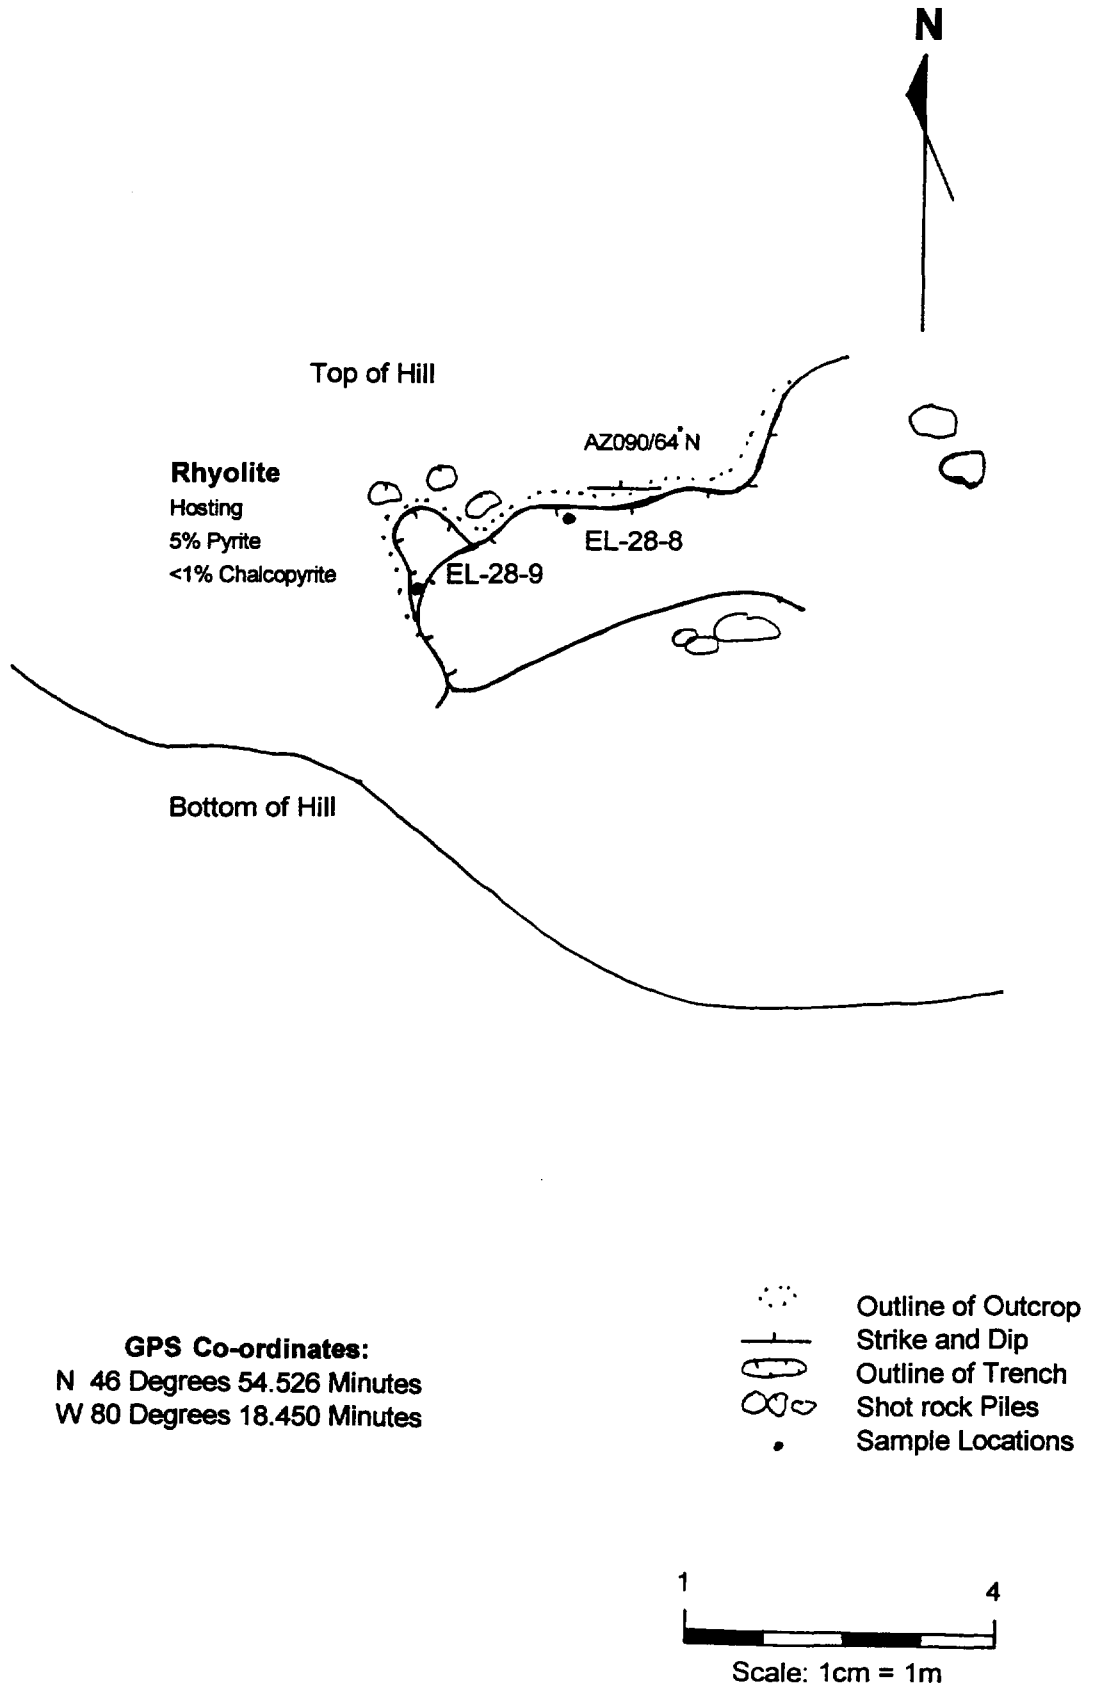 N
Top of Hill
AZ090/64°N
Rhyolite
Hosting
5% Pyrite
<1% Chalcopyrite
EL-28-8
EL-28-9
Bottom of Hill
GPS Co-ordinates:
N 46 Degrees 54.526 Minutes
W 80 Degrees 18.450 Minutes
Outline of Outcrop
Strike and Dip
Outline of Trench
Shot rock Piles
Sample Locations
1 4
Scale: 1cm = 1m